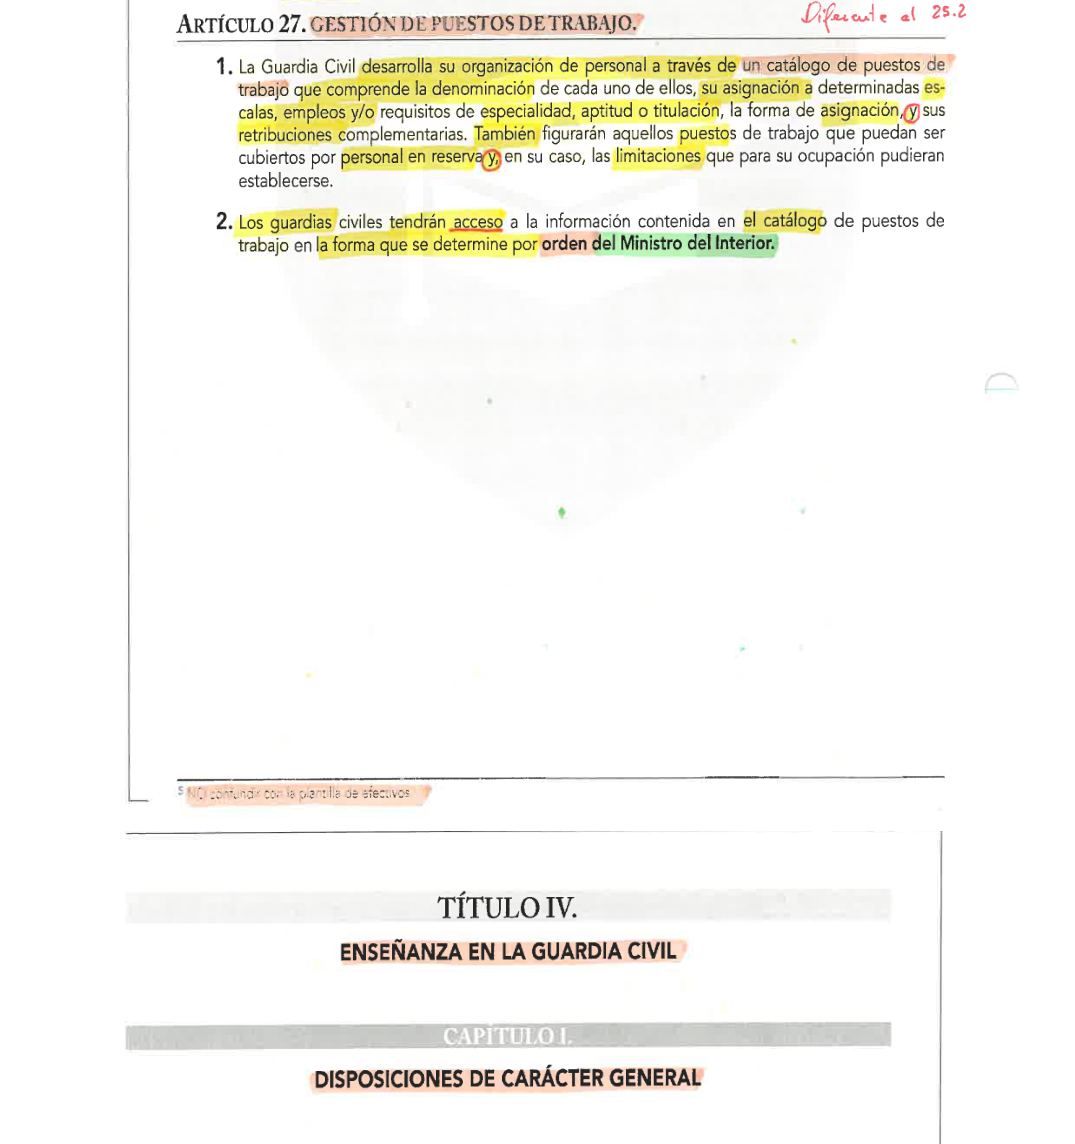 ARTÍCULO 27. GESTIÓN DE PUESTOS DE TRABAJO.
Diferente al 25.2
1. La Guardia Civil desarrolla su organización de personal a través de un catálogo de puestos de
trabajo que comprende la denominación de cada uno de ellos, su asignación a determinadas es-
calas, empleos y/o requisitos de especialidad, aptitud o titulación, la forma de asignación, y sus
retribuciones complementarias. También figurarán aquellos puestos de trabajo que puedan ser
cubiertos por personal en reserva y, en su caso, las limitaciones que para su ocupación pudieran
establecerse.
2. Los guardias civiles tendrán acceso a la información contenida en el catálogo de puestos de
trabajo en la forma que se determine por orden del Ministro del Interior.
5 NO confundir con la plantilla de efectivos
TÍTULO IV.
ENSEÑANZA EN LA GUARDIA CIVIL
CAPÍTULO I.
DISPOSICIONES DE CARÁCTER GENERAL